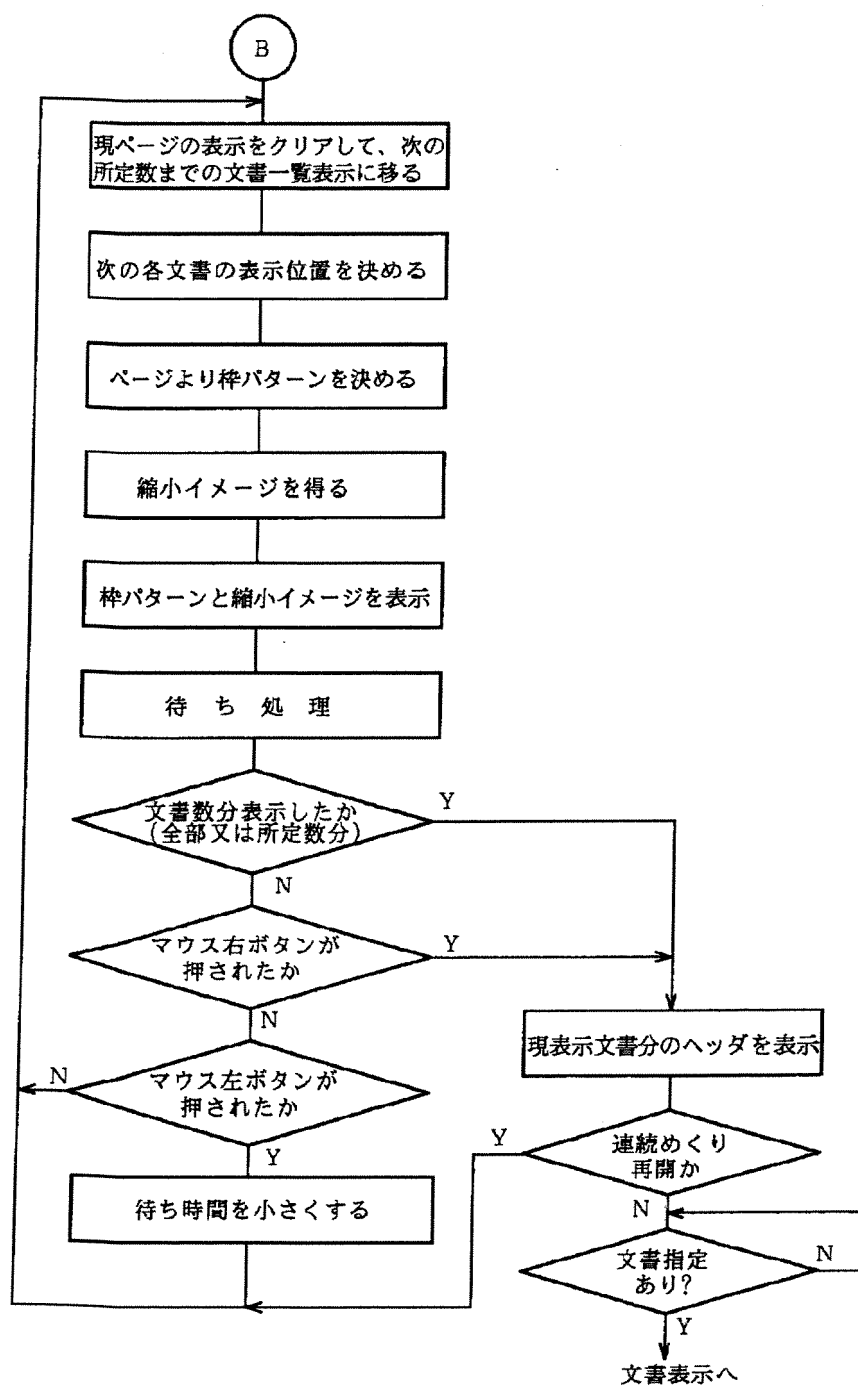 B
現ページの表示をクリアして、次の
所定数までの文書一覧表示に移る
次の各文書の表示位置を決める
ページより枠パターンを決める
縮小イメージを得る
枠パターンと縮小イメージを表示
待ち処理
文書数分表示したか
(全部又は所定数分)
Y
N
マウス右ボタンが
押されたか
Y
N
マウス左ボタンが
押されたか
N
Y
待ち時間を小さくする
現表示文書分のヘッダを表示
連続めくり
再開か
Y
N
文書指定
あり?
N
Y
文書表示へ